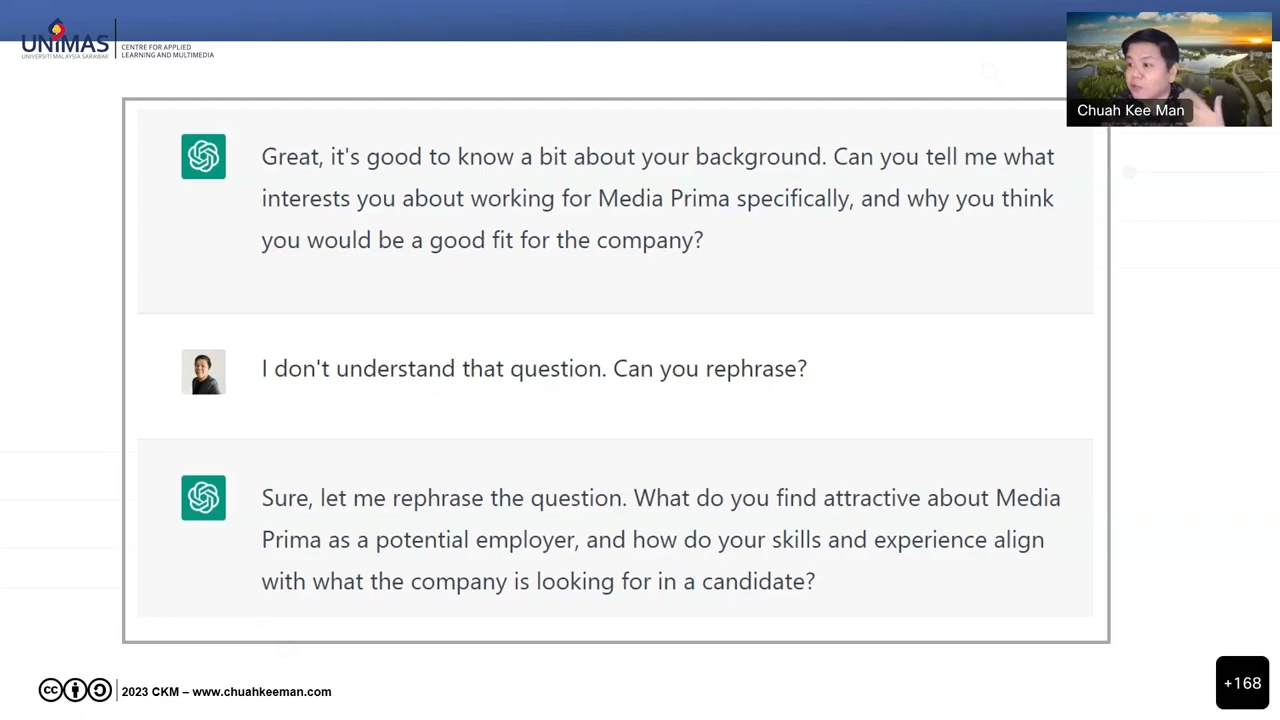 UNIMAS
UNIVERSITI MALAYSIA SARAWAK
CENTRE FOR APPLIED
LEARNING AND MULTIMEDIA
Chuah Kee Man
Great, it's good to know a bit about your background. Can you tell me what
interests you about working for Media Prima specifically, and why you think
you would be a good fit for the company?
I don't understand that question. Can you rephrase?
Sure, let me rephrase the question. What do you find attractive about Media
Prima as a potential employer, and how do your skills and experience align
with what the company is looking for in a candidate?
cc
2023 CKM – www.chuahkeeman.com
+168